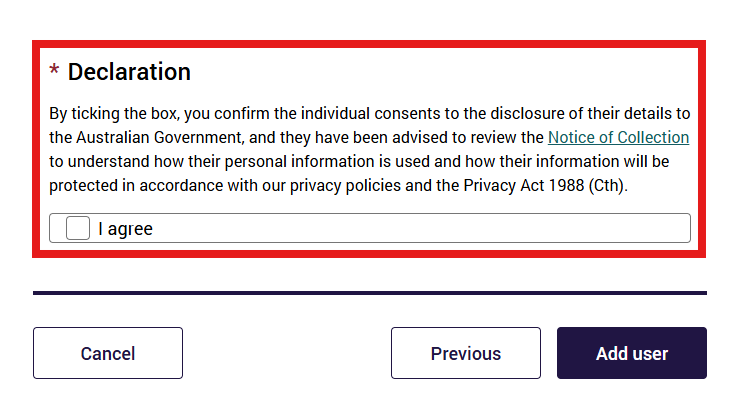 * Declaration
By ticking the box, you confirm the individual consents to the disclosure of their details to
the Australian Government, and they have been advised to review the Notice of Collection
to understand how their personal information is used and how their information will be
protected in accordance with our privacy policies and the Privacy Act 1988 (Cth).
I agree
Cancel
Previous
Add user